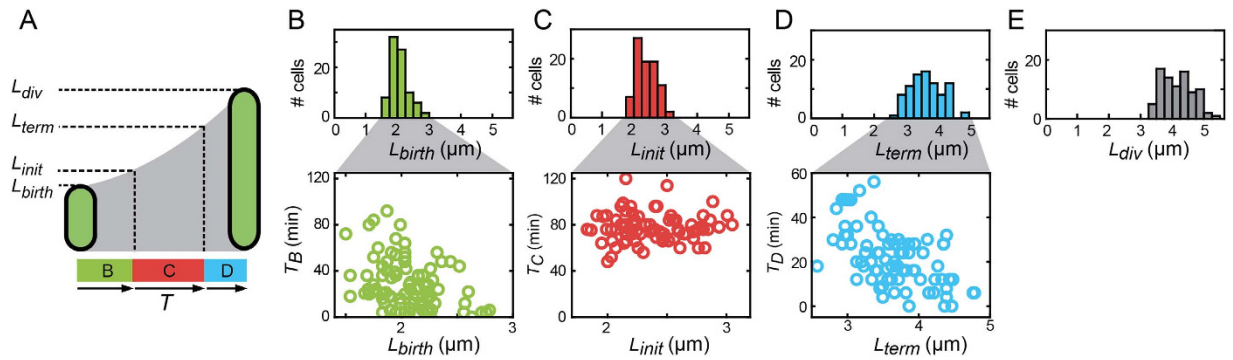 A
L_div
L_term
L_init
L_birth
B C D
T
B
# cells
20
0
0 1 2 3 4 5
L_birth (μm)
T_B (min)
120
80
40
0
2 3
L_birth (μm)
C
# cells
20
0
0 1 2 3 4 5
L_init (μm)
T_C (min)
120
80
40
0
2 3
L_init (μm)
D
# cells
20
0
0 1 2 3 4 5
L_term (μm)
T_D (min)
60
40
20
0
3 4 5
L_term (μm)
E
# cells
20
0
0 1 2 3 4 5
L_div (μm)